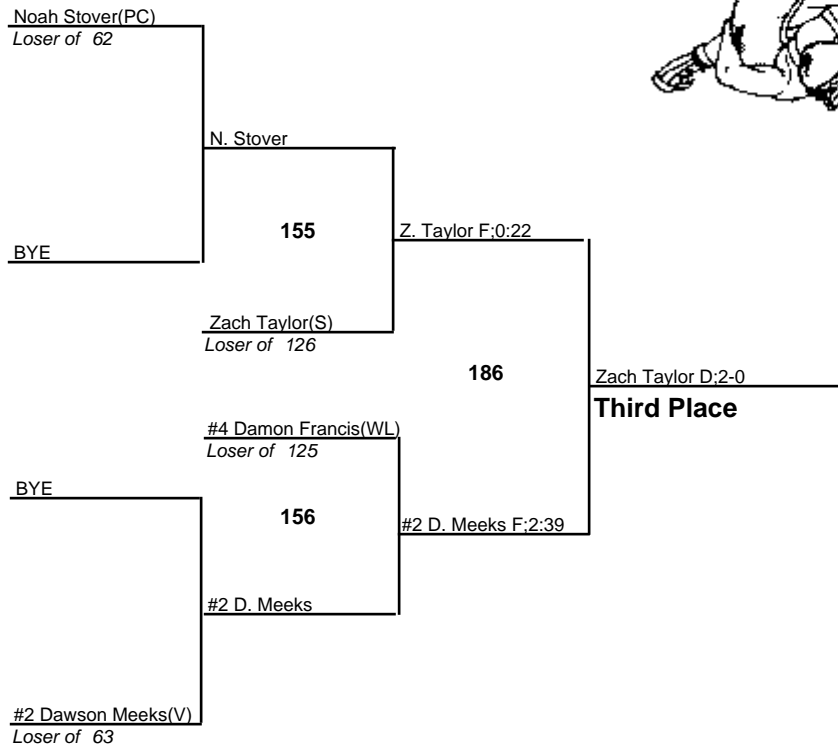 Noah Stover(PC)
Loser of 62
N. Stover
155
Z. Taylor F;0:22
BYE
Zach Taylor(S)
Loser of 126
186
Zach Taylor D;2-0
Third Place
#4 Damon Francis(WL)
Loser of 125
BYE
156
#2 D. Meeks F;2:39
#2 D. Meeks
#2 Dawson Meeks(V)
Loser of 63